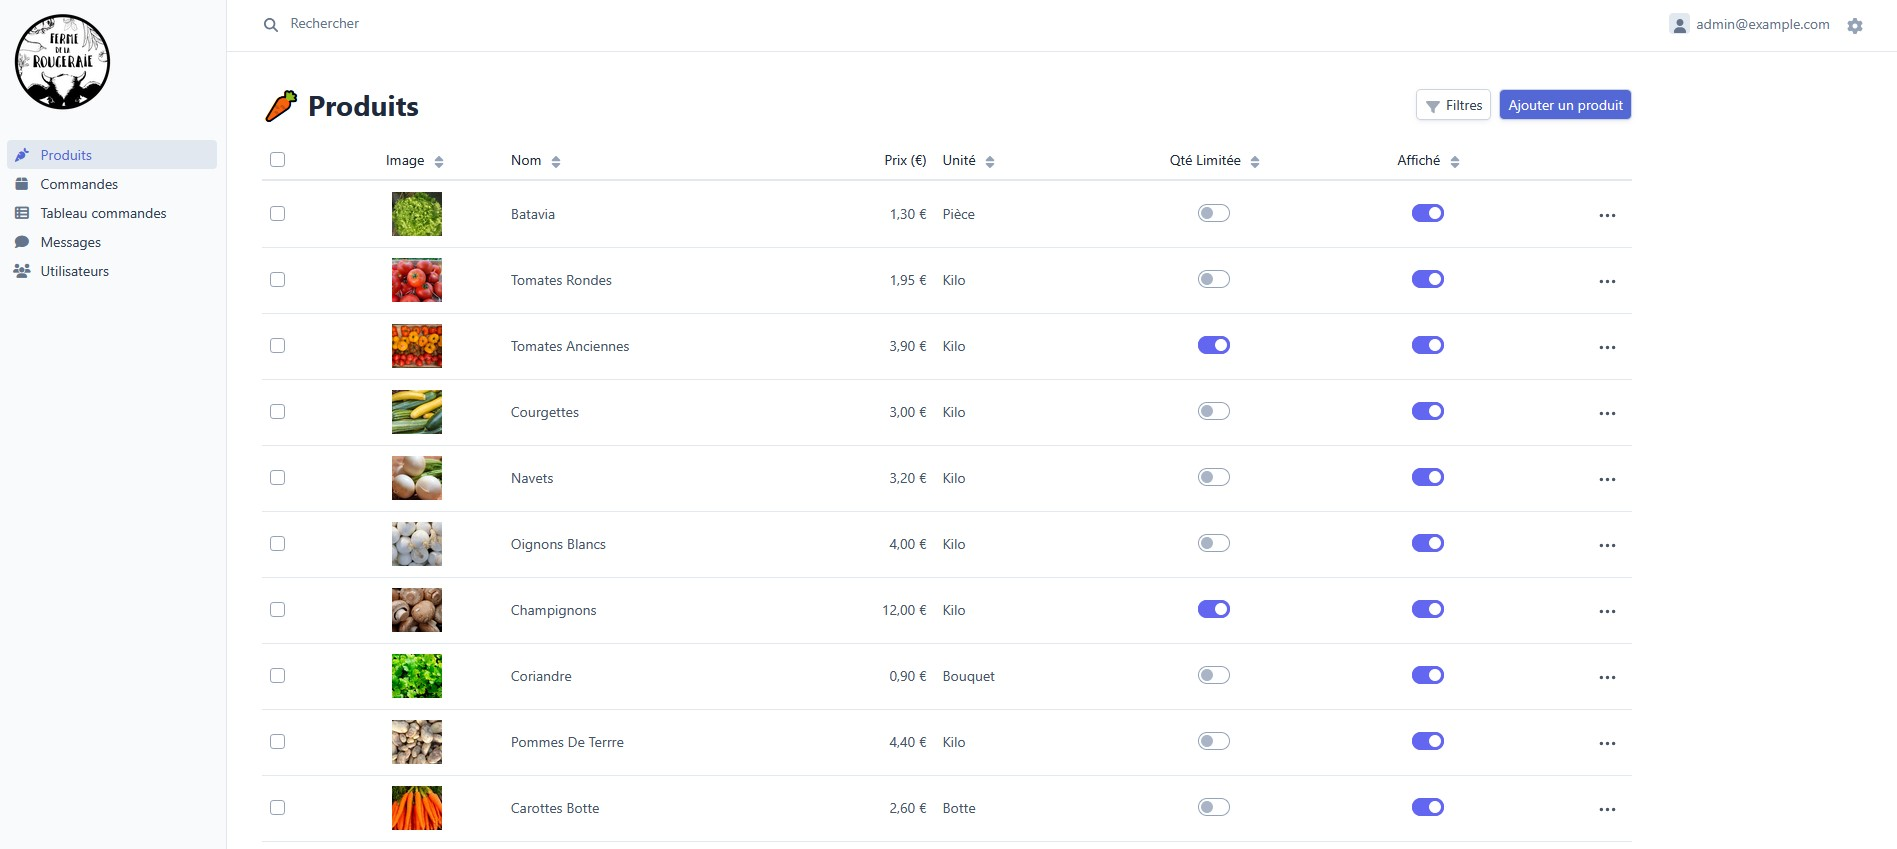 FERME
DE LA
ROUGERAIE
Rechercher
admin@example.com
Produits
Commandes
Tableau commandes
Messages
Utilisateurs
Produits
Filtres
Ajouter un produit
Image Nom Prix (€) Unité Qté Limitée Affiché
Batavia 1,30 € Pièce
Tomates Rondes 1,95 € Kilo
Tomates Anciennes 3,90 € Kilo
Courgettes 3,00 € Kilo
Navets 3,20 € Kilo
Oignons Blancs 4,00 € Kilo
Champignons 12,00 € Kilo
Coriandre 0,90 € Bouquet
Pommes De Terrre 4,40 € Kilo
Carottes Botte 2,60 € Botte